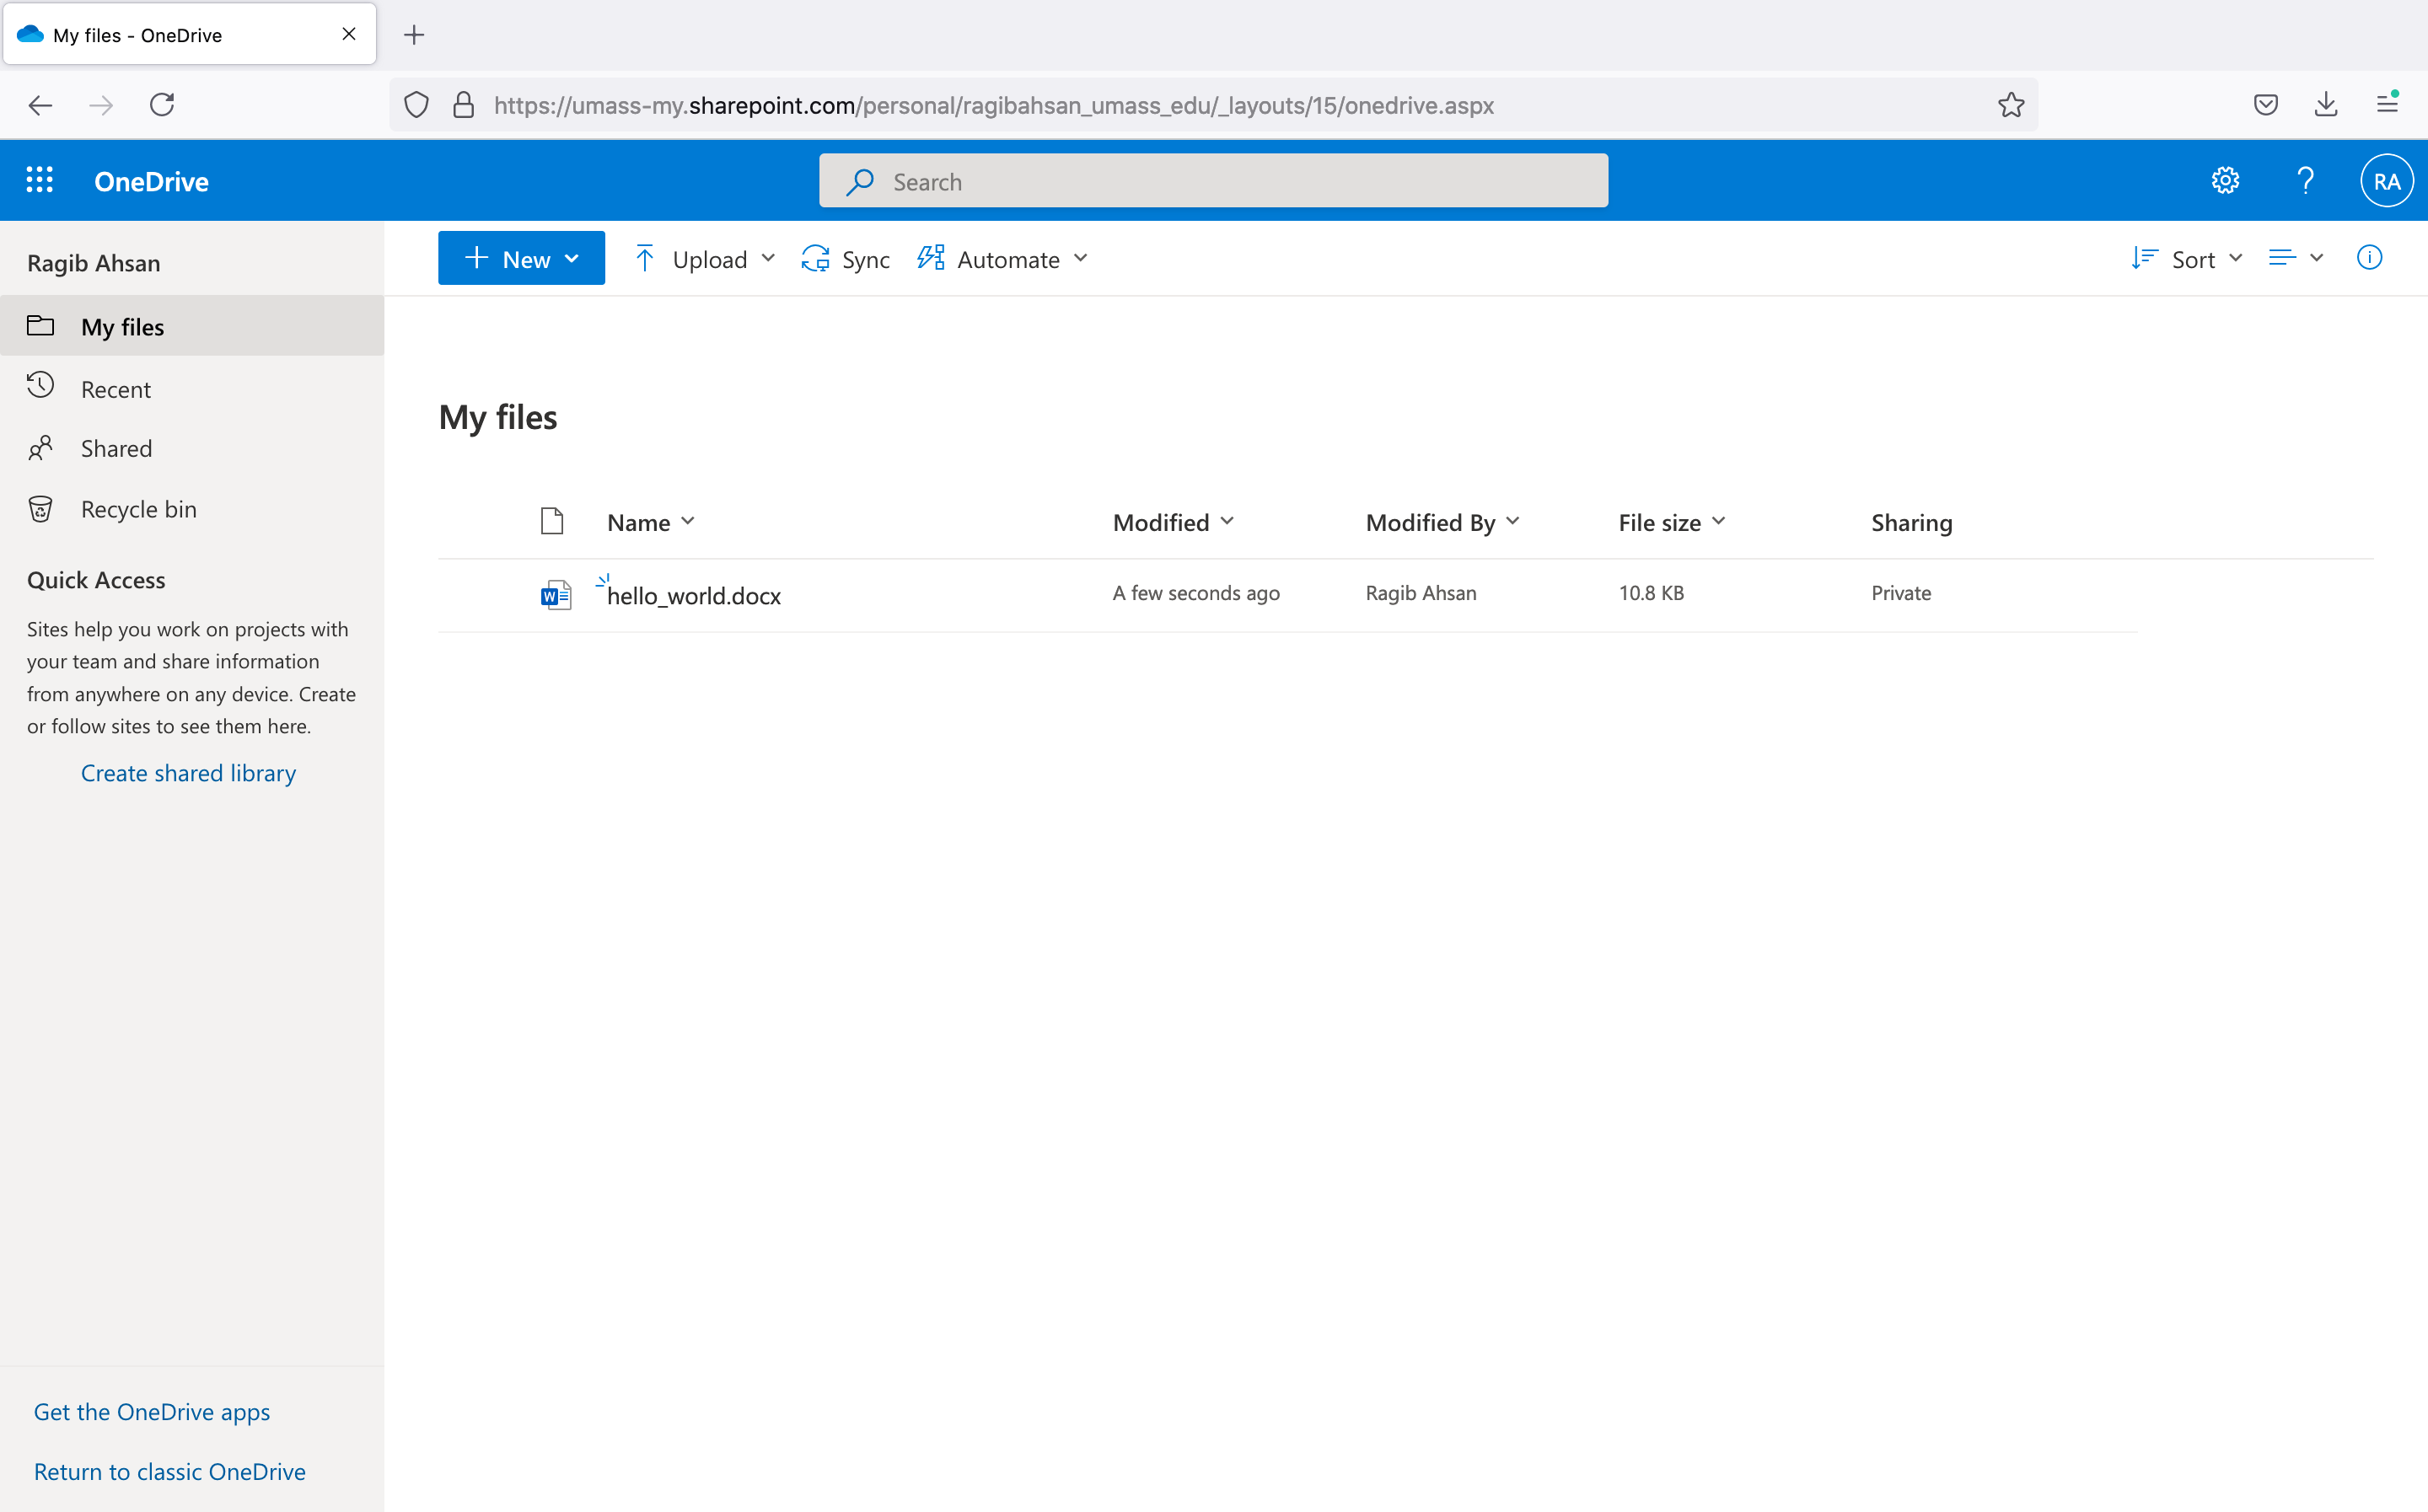 My files - OneDrive
https://umass-my.sharepoint.com/personal/ragibahsan_umass_edu/_layouts/15/onedrive.aspx
OneDrive
Search
RA
Ragib Ahsan
New
Upload
Sync
Automate
Sort
My files
Recent
Shared
Recycle bin
Quick Access
Sites help you work on projects with
your team and share information
from anywhere on any device. Create
or follow sites to see them here.
Create shared library
Get the OneDrive apps
Return to classic OneDrive
My files
Name Modified Modified By File size Sharing
W hello_world.docx A few seconds ago Ragib Ahsan 10.8 KB Private